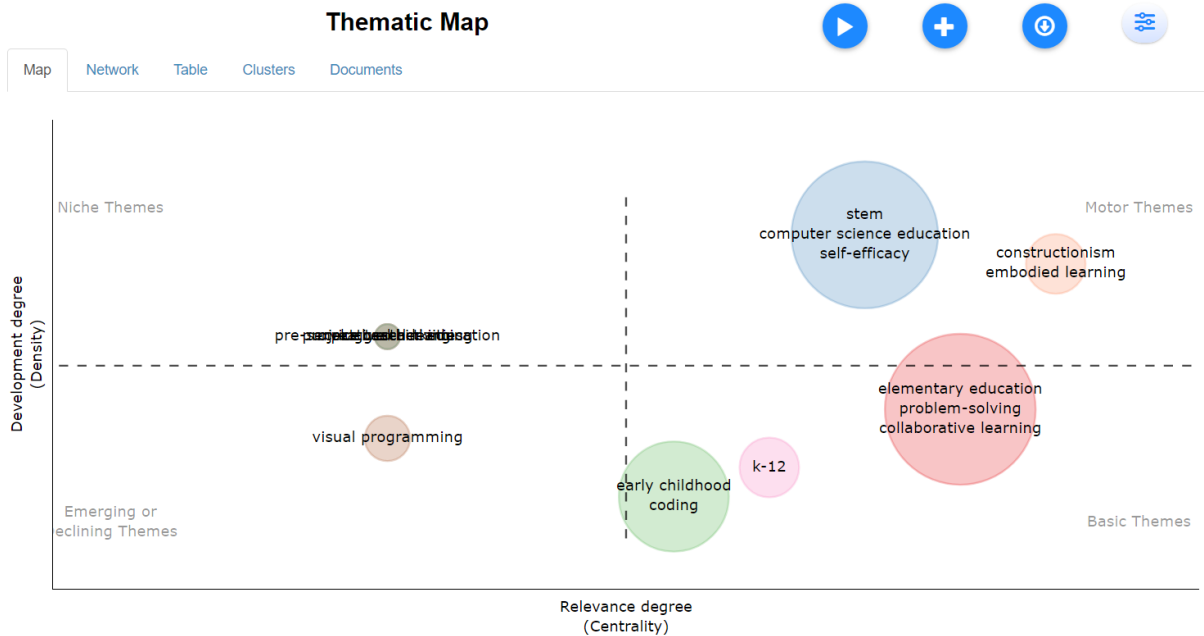 Thematic Map
Map
Network
Table
Clusters
Documents
Niche Themes
Motor Themes
stem
computer science education
self-efficacy
constructionism
embodied learning
elementary education
problem-solving
collaborative learning
visual programming
k-12
early childhood
coding
Emerging or
eclining Themes
Basic Themes
Development degree
(Density)
Relevance degree
(Centrality)